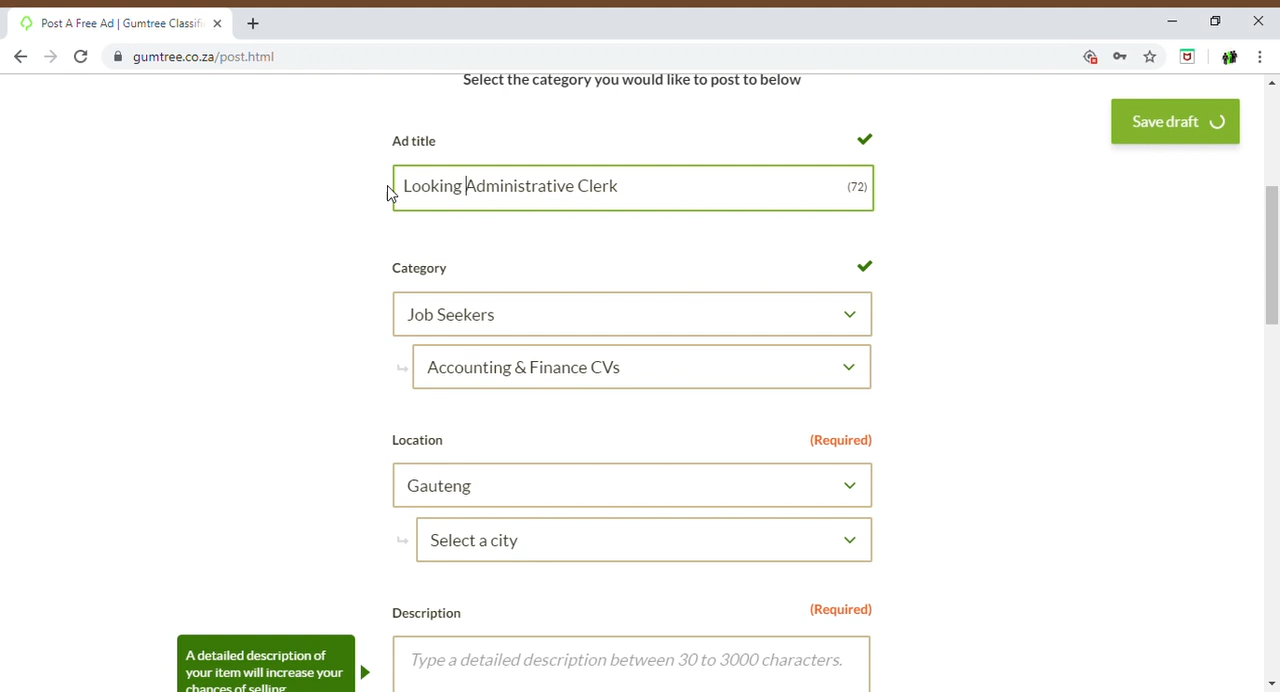 Post A Free Ad | Gumtree Classifi
gumtree.co.za/post.html
Select the category you would like to post to below
Save draft
Ad title
Looking Administrative Clerk
(72)
Category
Job Seekers
Accounting & Finance CVs
Location
(Required)
Gauteng
Select a city
Description
(Required)
A detailed description of
your item will increase your
chances of selling
Type a detailed description between 30 to 3000 characters.